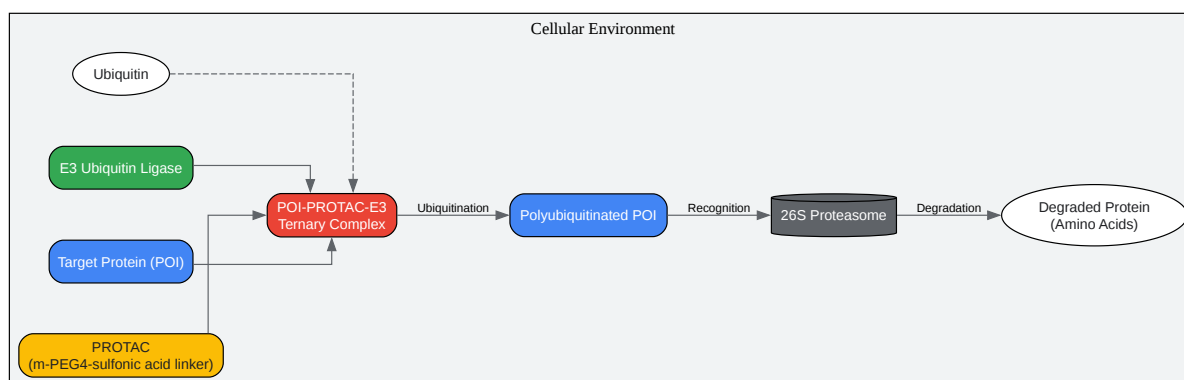 Cellular Environment
Ubiquitin
E3 Ubiquitin Ligase
POI-PROTAC-E3
Ternary Complex
Ubiquitination
Polyubiquitinated POI
Recognition
26S Proteasome
Degradation
Degraded Protein
(Amino Acids)
Target Protein (POI)
PROTAC
(m-PEG4-sulfonic acid linker)